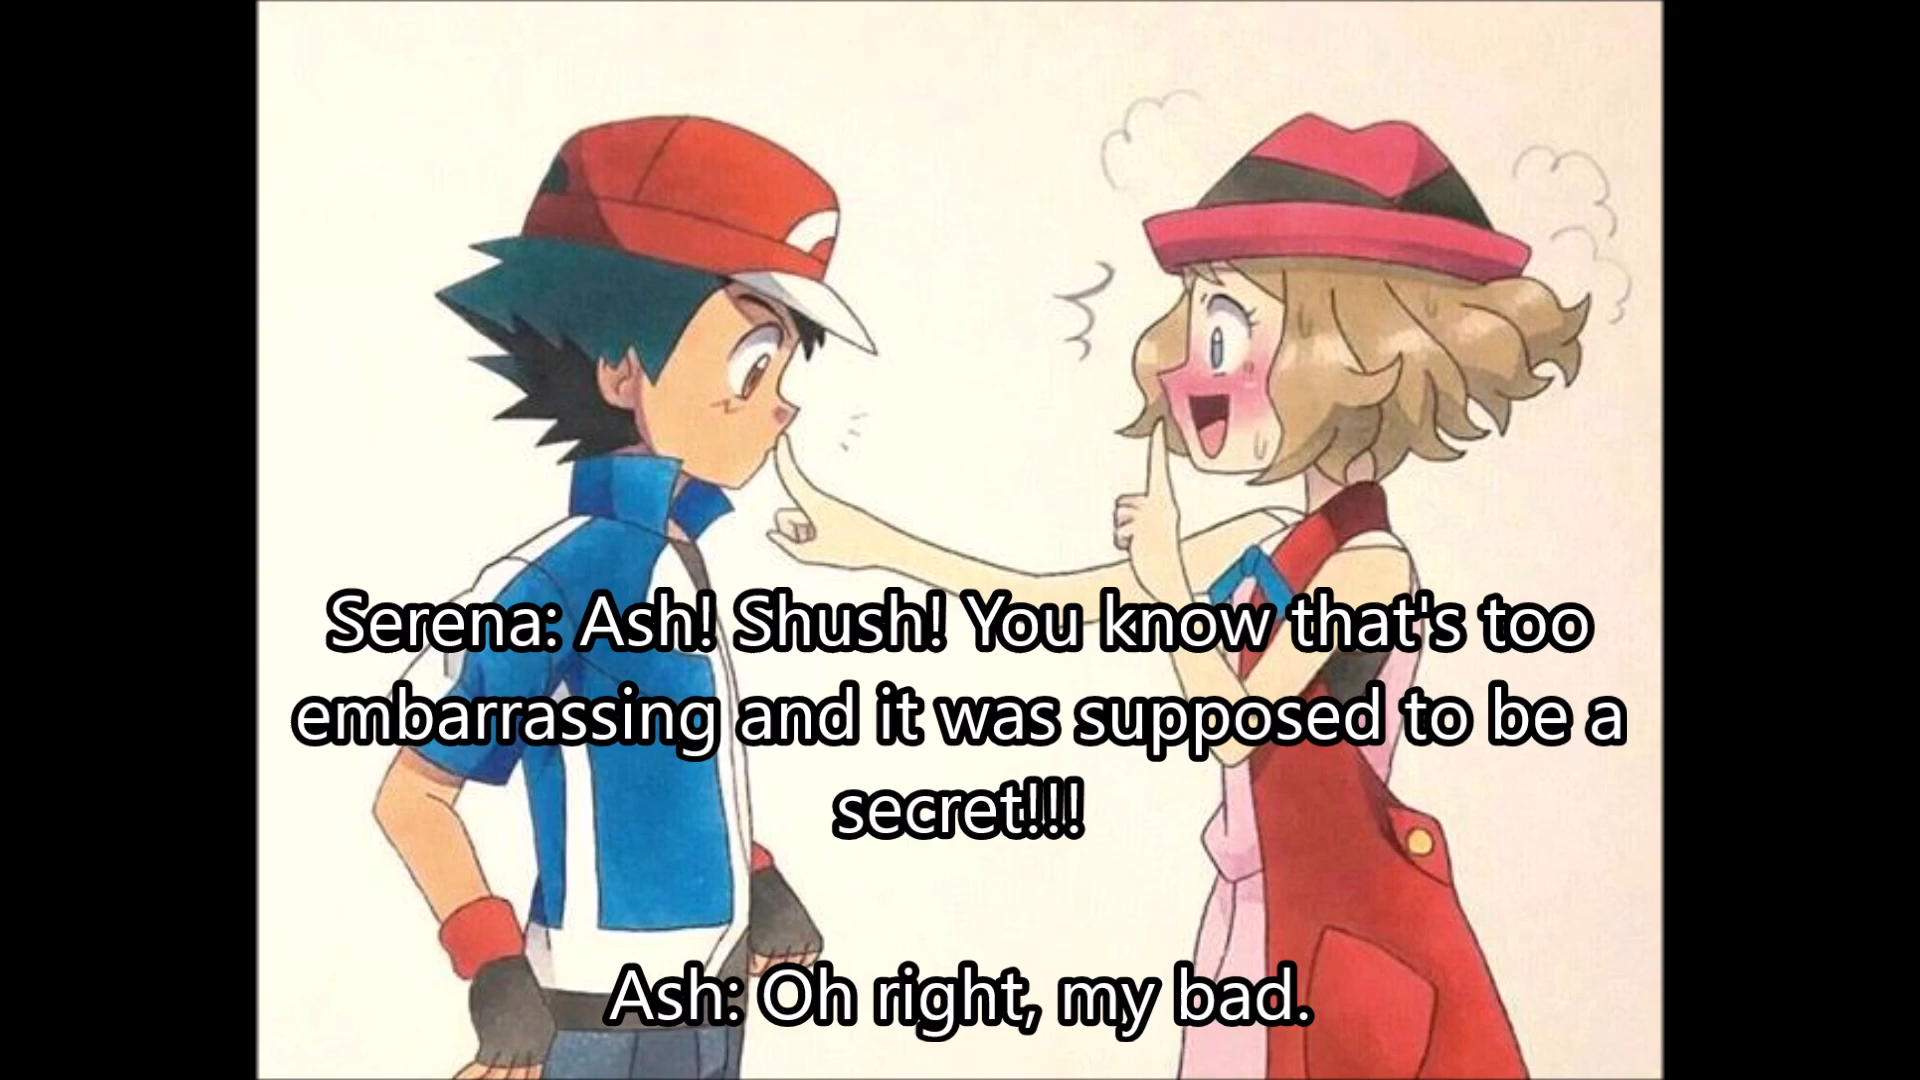 Serena: Ash! Shush! You know that's too
embarrassing and it was supposed to be a
secret!!!
Ash: Oh right, my bad.